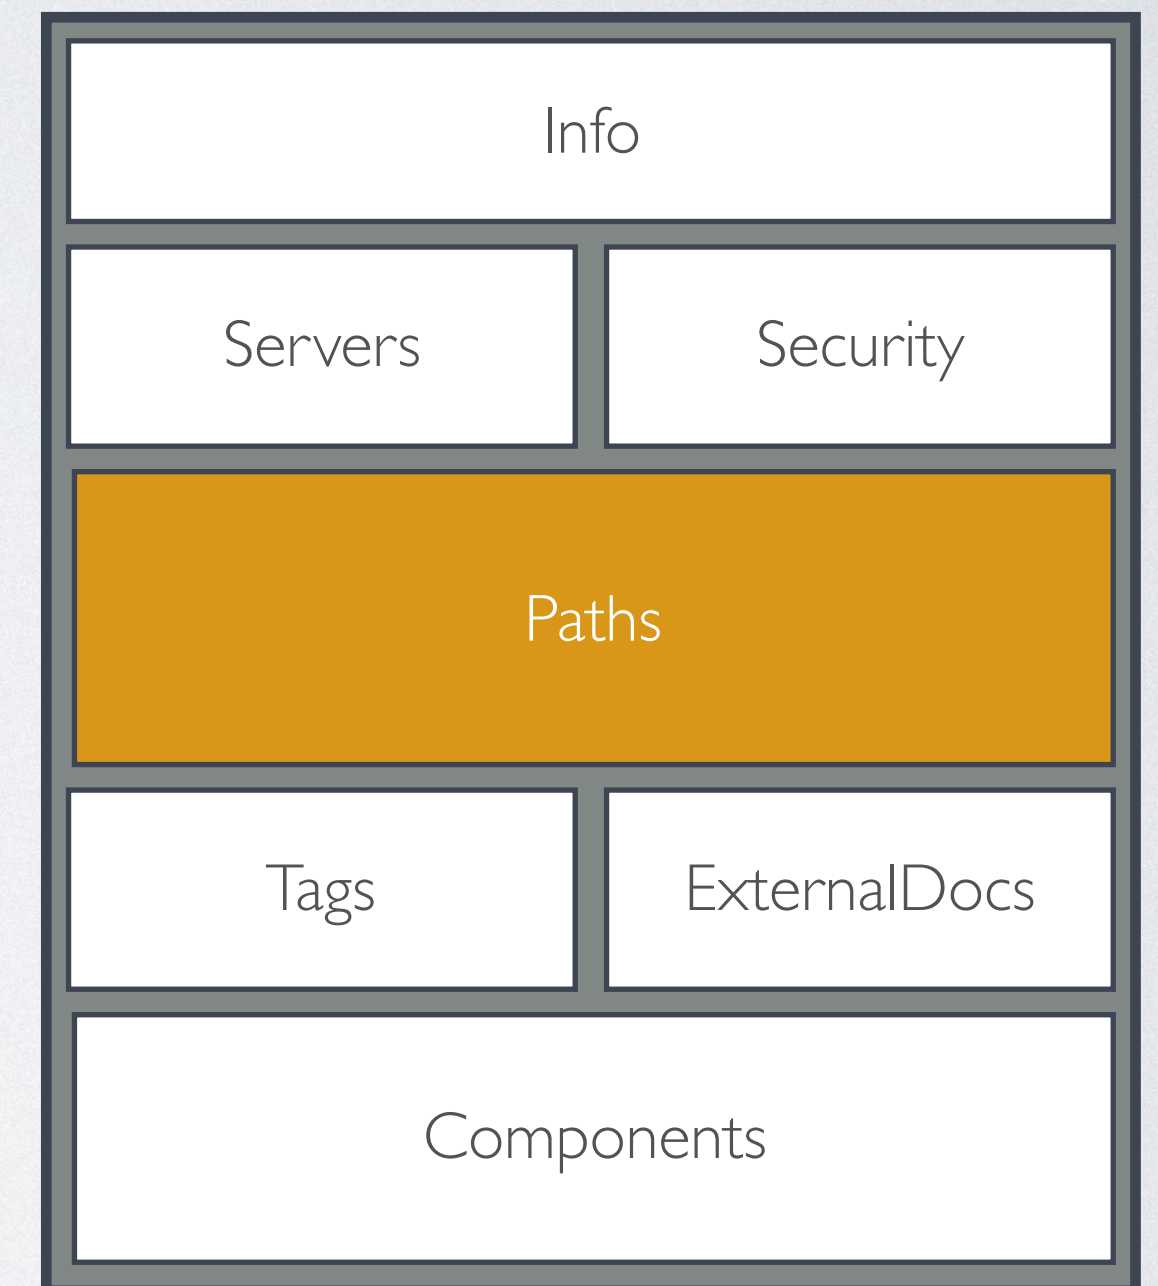 Info
Servers
Security
Paths
Tags
ExternalDocs
Components